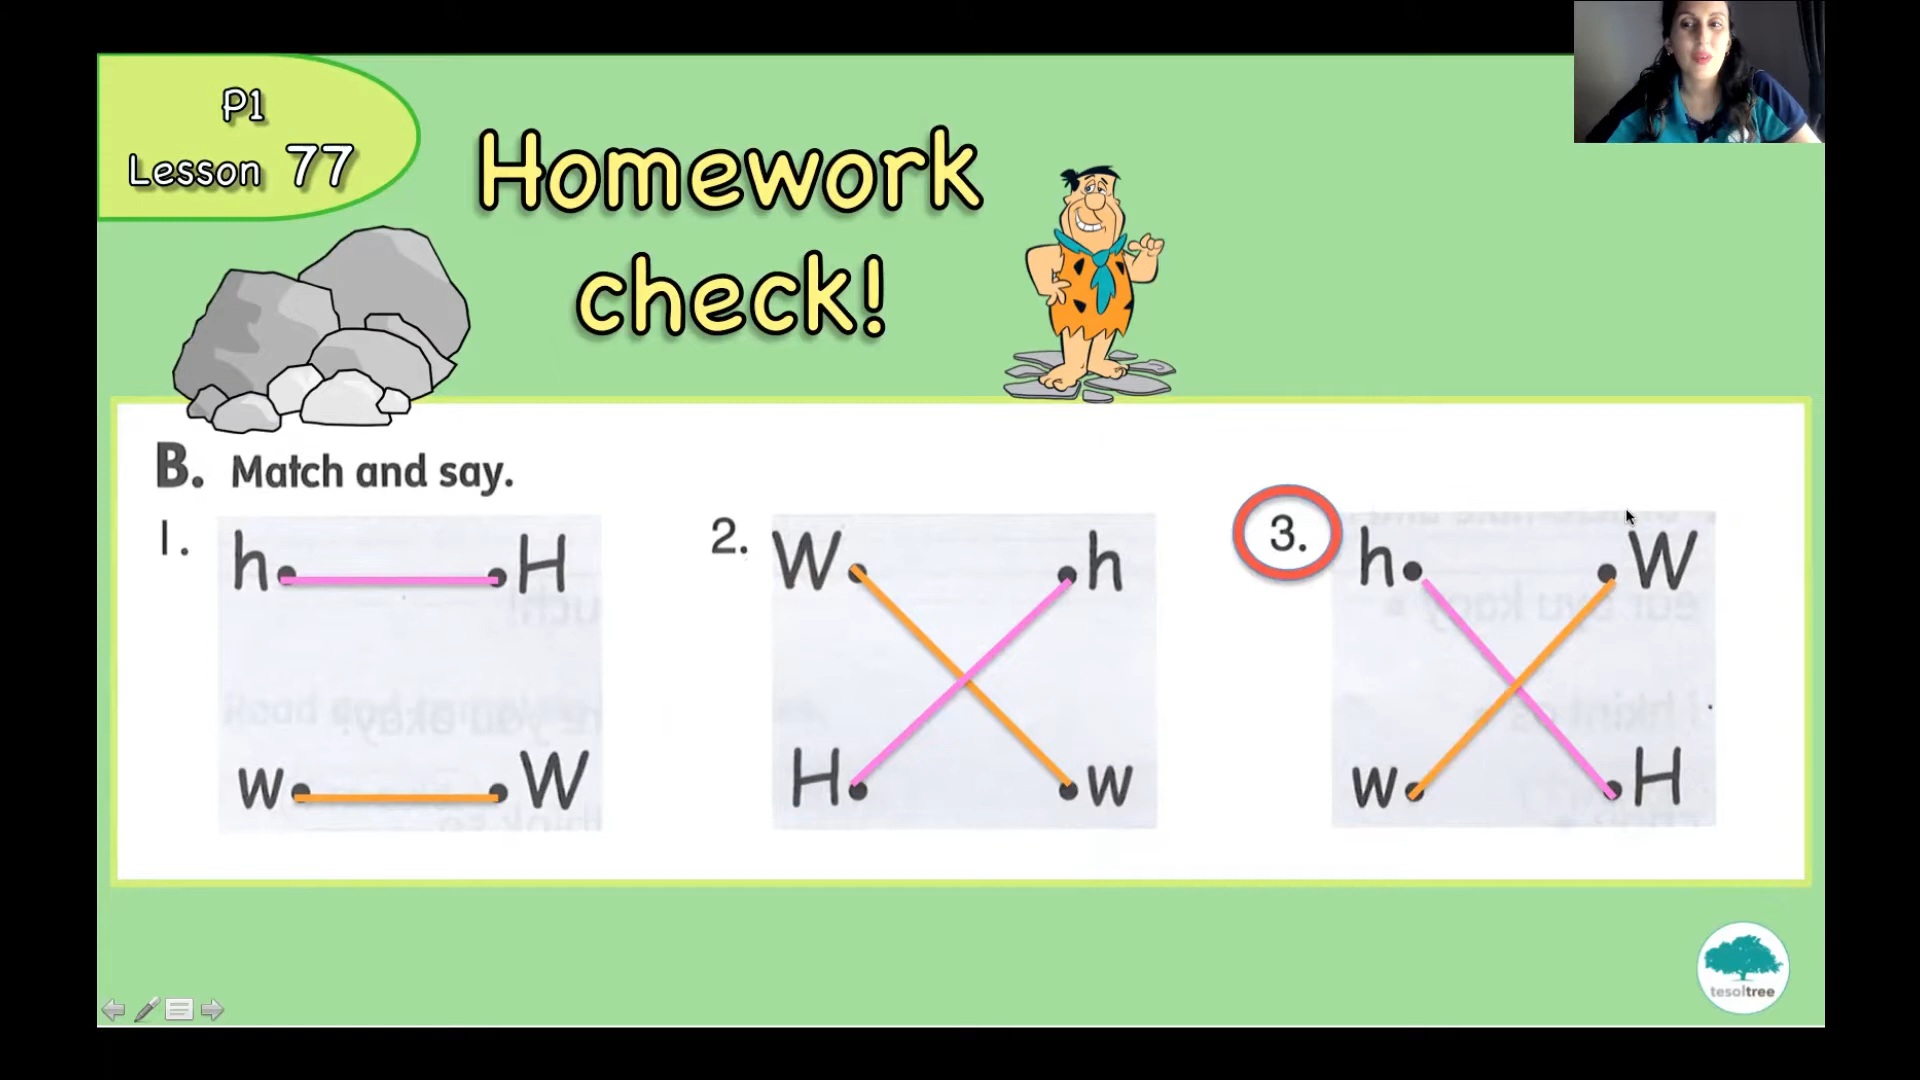 P1
Lesson 77
Homework
check!
B. Match and say.
1. h H
w W
2. W h
H w
3. h W
w H
tesoltree